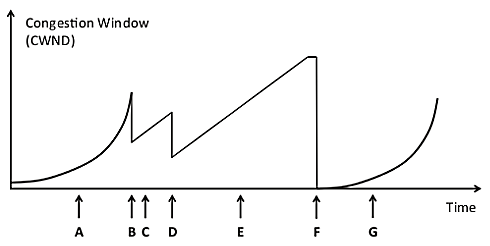 Congestion Window
(CWND)
Time
A B C D E F G